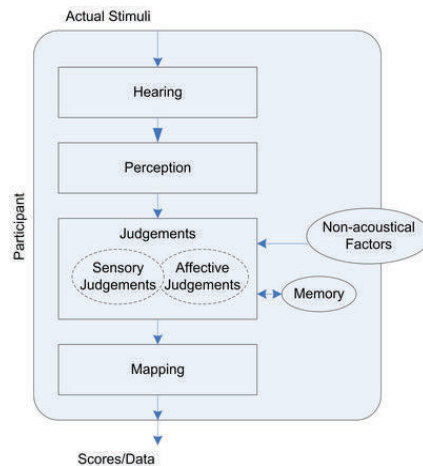 Actual Stimuli
Hearing
Perception
Participant
Judgements
Sensory
Judgements
Affective
Judgements
Non-acoustical
Factors
Memory
Mapping
Scores/Data